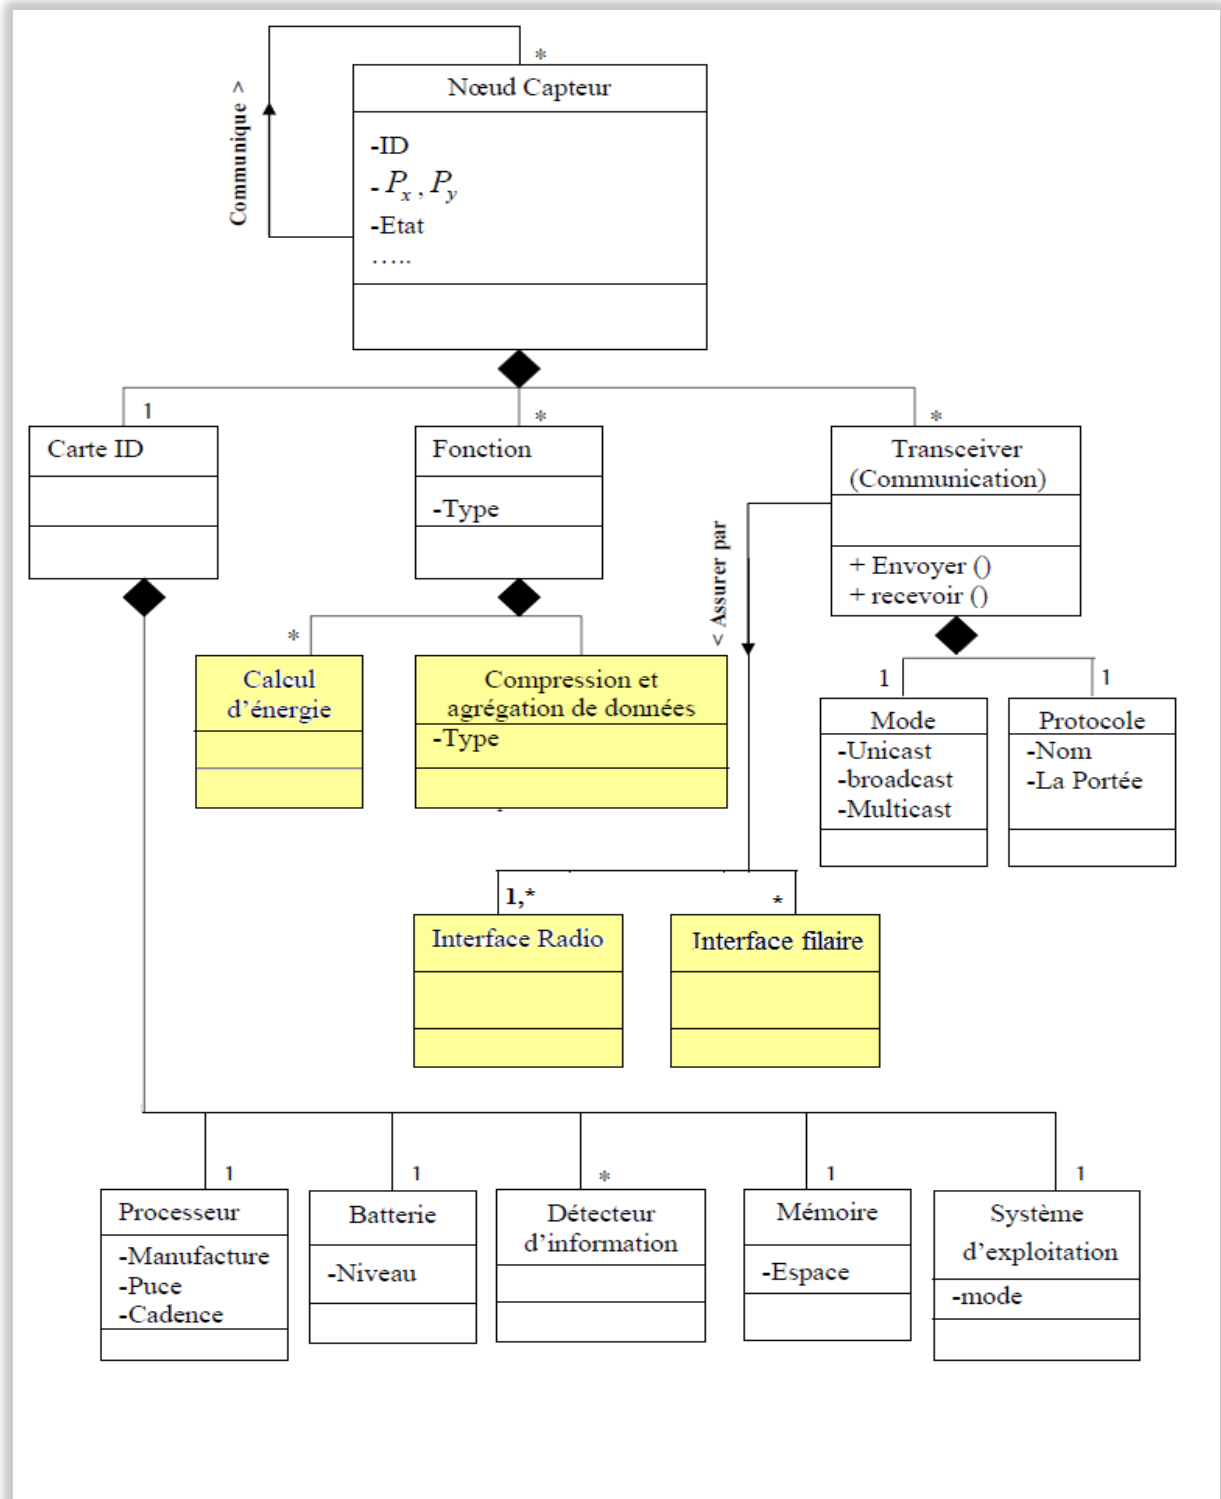 *
Nœud Capteur
Communique >
-ID
- Px , Py
-Etat
.....
1
*
*
Carte ID
Fonction
-Type
Transceiver
(Communication)
+ Envoyer ()
+ recevoir ()
< Assurer par
*
Calcul
d'énergie
Compression et
agrégation de données
-Type
1
1
Mode
-Unicast
-broadcast
-Multicast
Protocole
-Nom
-La Portée
1,*
*
Interface Radio
Interface filaire
1
1
*
1
1
Processeur
-Manufacture
-Puce
-Cadence
Batterie
-Niveau
Détecteur
d'information
Mémoire
-Espace
Système
d'exploitation
-mode